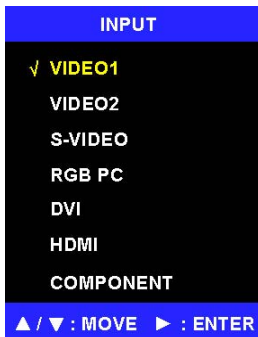 INPUT
√ VIDEO1
VIDEO2
S-VIDEO
RGB PC
DVI
HDMI
COMPONENT
▲ / ▼ : MOVE ► : ENTER